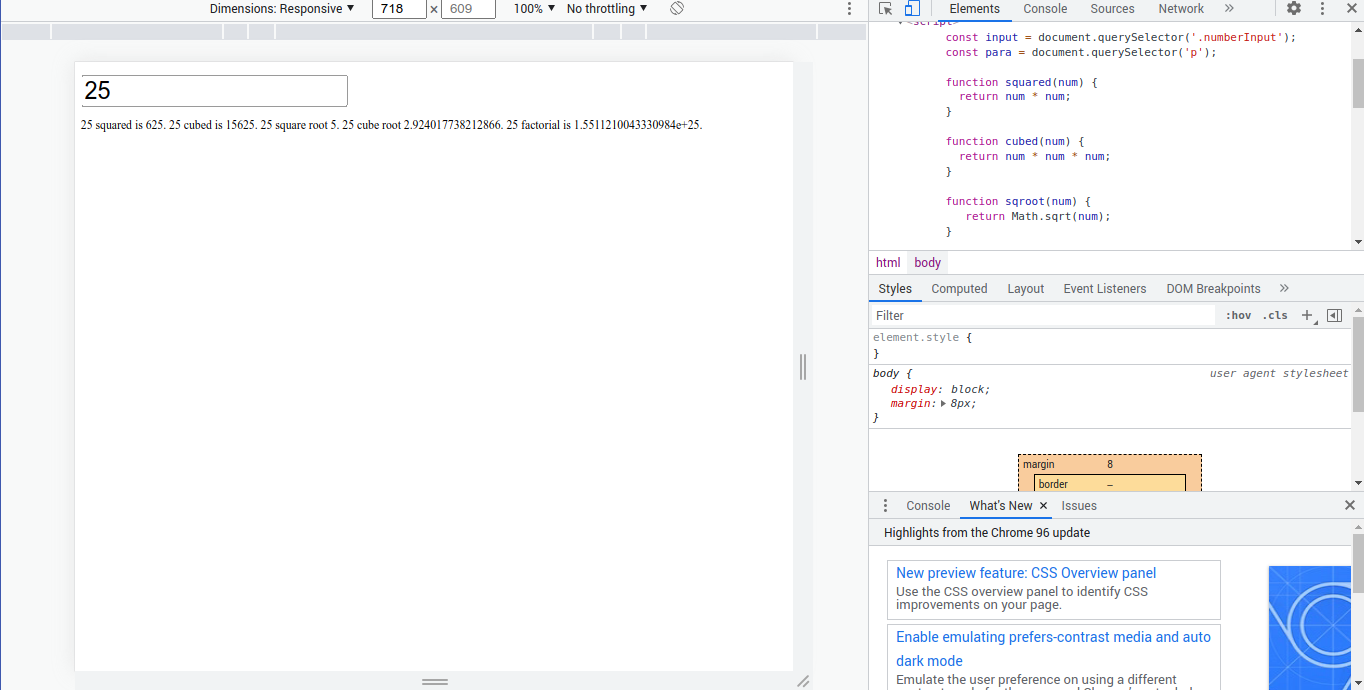 Dimensions: Responsive ▼ 718 × 609 100% ▼ No throttling ▼
25
25 squared is 625. 25 cubed is 15625. 25 square root 5. 25 cube root 2.924017738212866. 25 factorial is 1.5511210043330984e+25.
Elements Console Sources Network »
<script>
const input = document.querySelector('.numberInput');
const para = document.querySelector('p');
function squared(num) {
return num * num;
}
function cubed(num) {
return num * num * num;
}
function sqroot(num) {
return Math.sqrt(num);
}
html body
Styles Computed Layout Event Listeners DOM Breakpoints »
Filter :hov .cls +
element.style {
}
body { user agent stylesheet
display: block;
margin: ▶ 8px;
}
margin 8
border –
Console What's New × Issues
Highlights from the Chrome 96 update
New preview feature: CSS Overview panel
Use the CSS overview panel to identify CSS
improvements on your page.
Enable emulating prefers-contrast media and auto
dark mode
Emulate the user preference on using a different